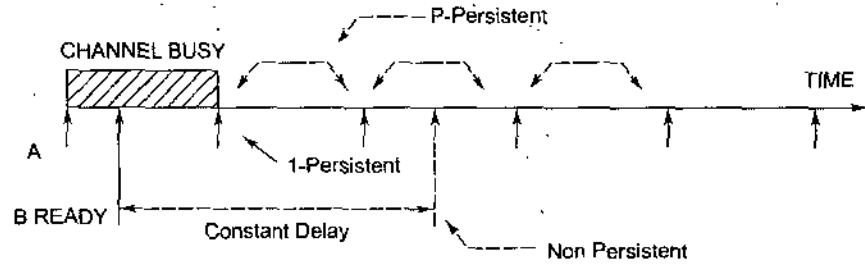 P-Persistent
CHANNEL BUSY
TIME
A
1-Persistent
B READY
Constant Delay
Non Persistent